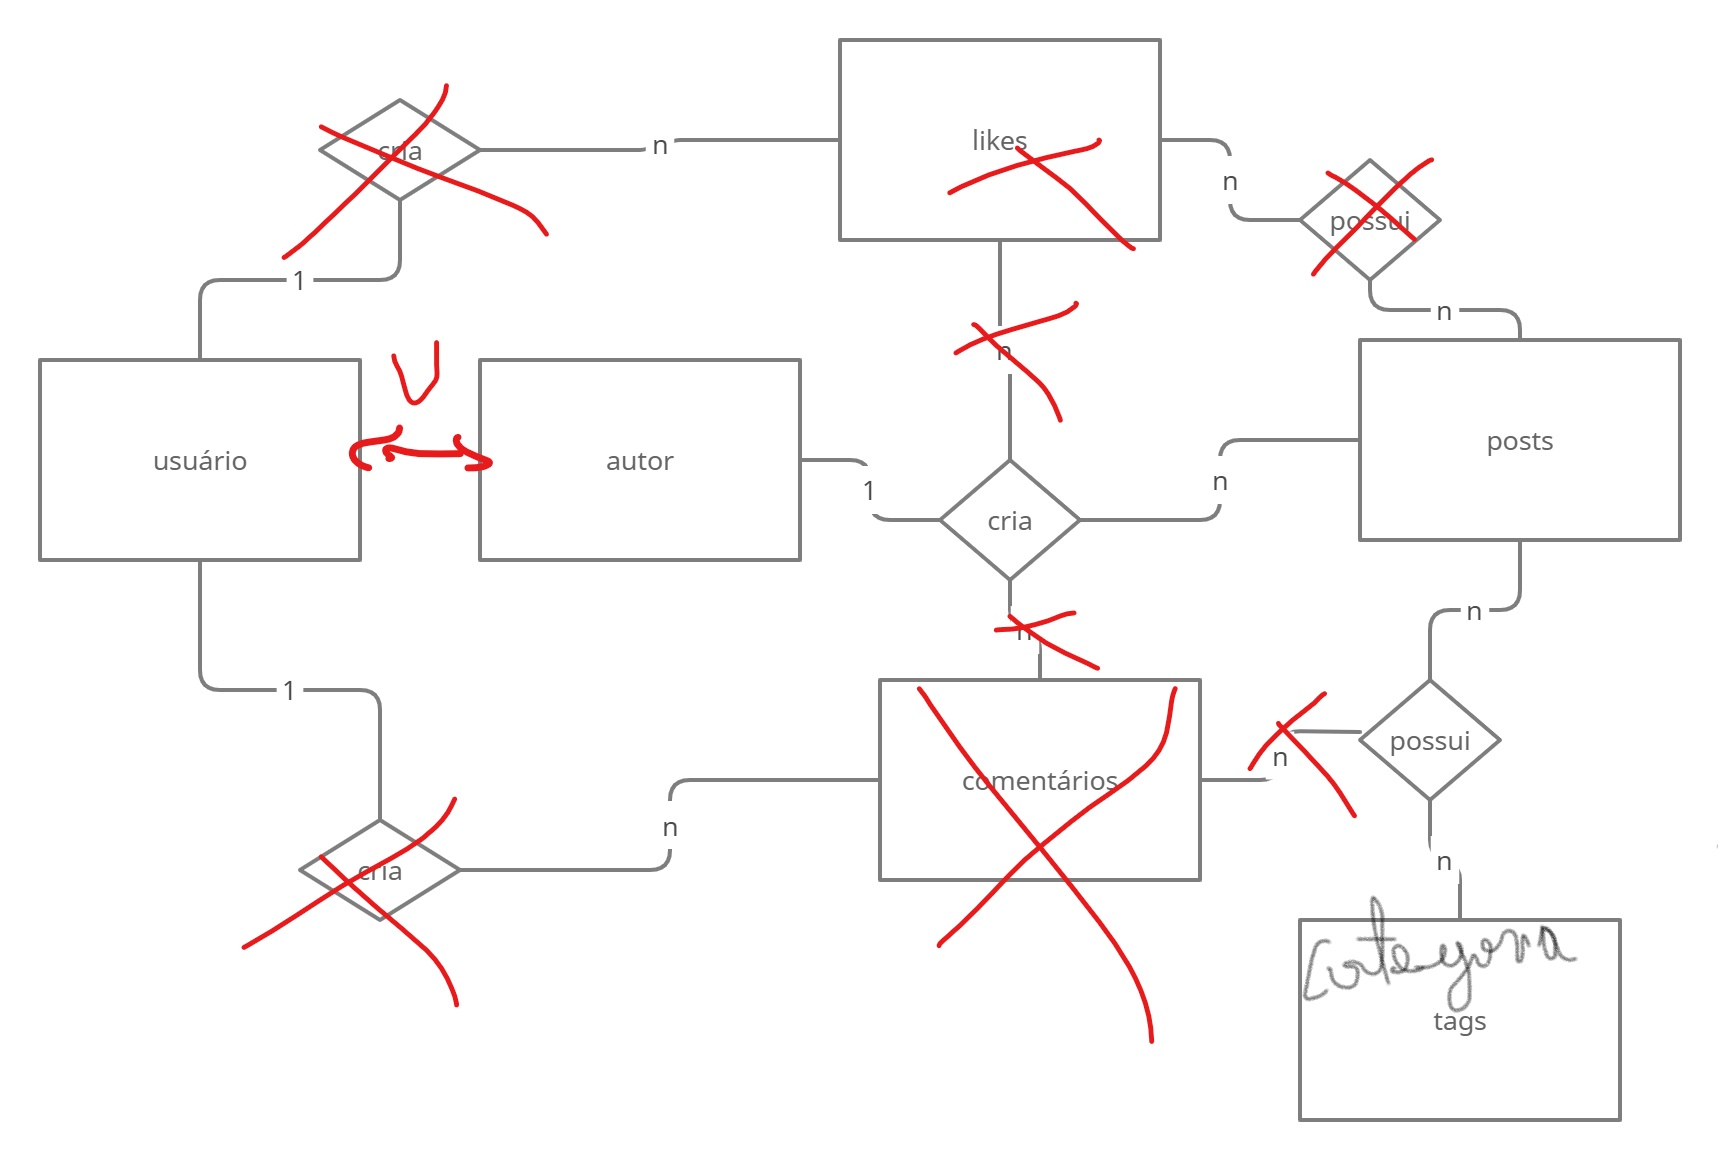 likes
cria
n
n
possui
1
n
n
usuário
autor
posts
1
n
cria
n
n
1
possui
n
comentários
n
cria
n
Categoria
tags